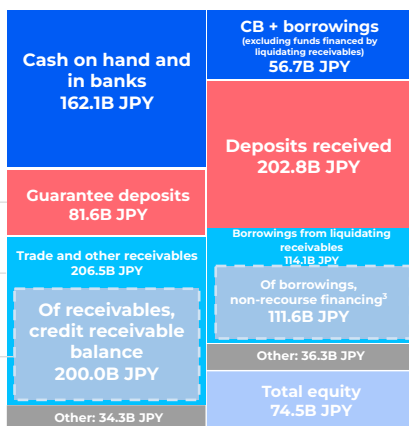 Cash on hand and
in banks
162.1B JPY
Guarantee deposits
81.6B JPY
Trade and other receivables
206.5B JPY
Of receivables,
credit receivable
balance
200.0B JPY
Other: 34.3B JPY
CB + borrowings
(excluding funds financed by
liquidating receivables)
56.7B JPY
Deposits received
202.8B JPY
Borrowings from liquidating
receivables
114.1B JPY
Of borrowings,
non-recourse financing³
111.6B JPY
Other: 36.3B JPY
Total equity
74.5B JPY